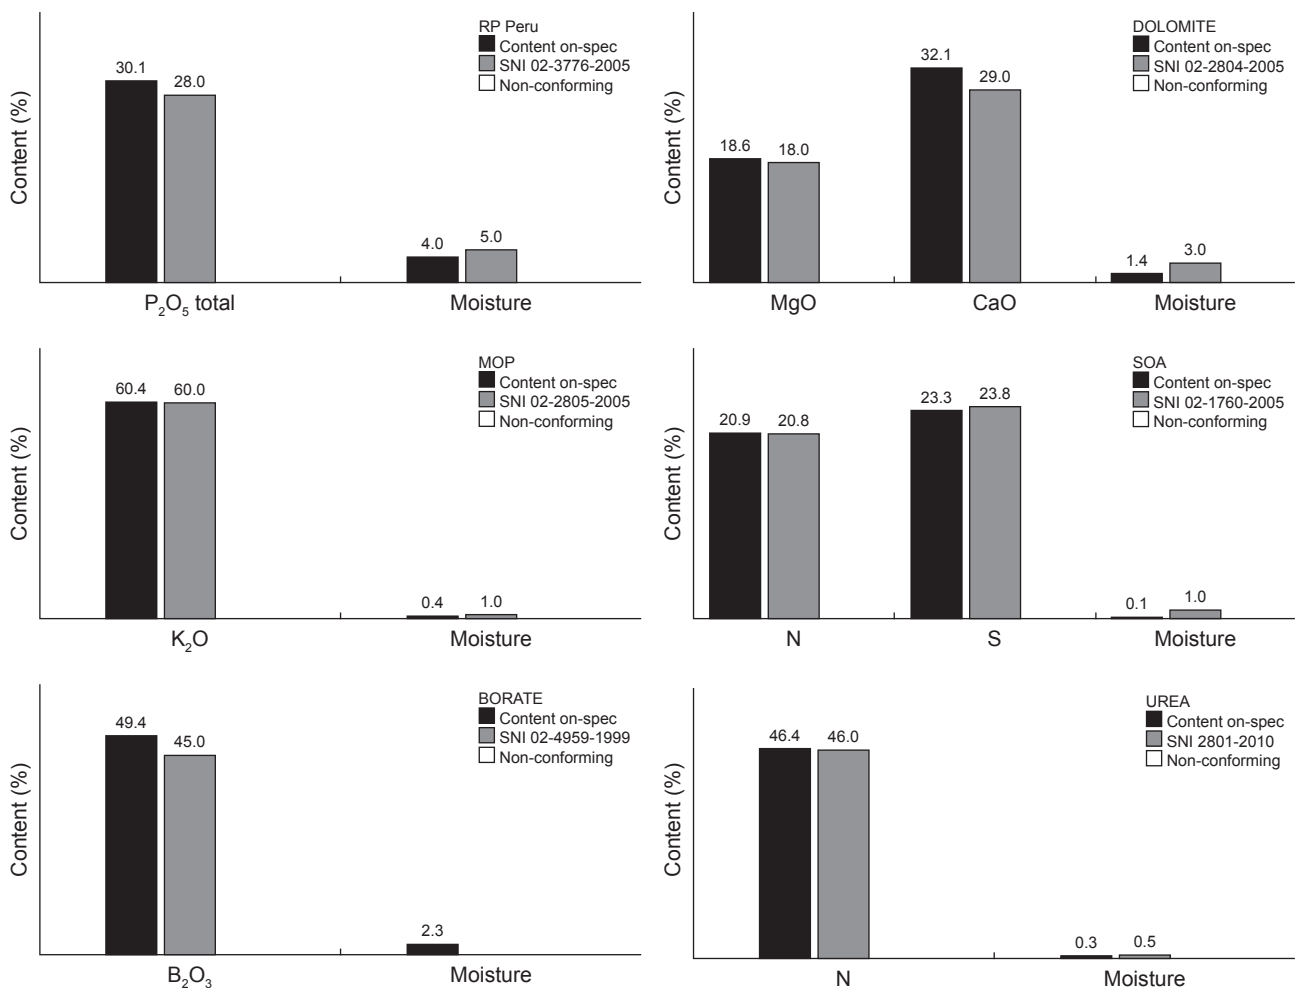 RP Peru
Content on-spec
SNI 02-3776-2005
Non-conforming
Content (%)
30.1
28.0
4.0
5.0
P₂O₅ total
Moisture
DOLOMITE
Content on-spec
SNI 02-2804-2005
Non-conforming
Content (%)
18.6
18.0
32.1
29.0
1.4
3.0
MgO
CaO
Moisture
MOP
Content on-spec
SNI 02-2805-2005
Non-conforming
Content (%)
60.4
60.0
0.4
1.0
K₂O
Moisture
SOA
Content on-spec
SNI 02-1760-2005
Non-conforming
Content (%)
20.9
20.8
23.3
23.8
0.1
1.0
N
S
Moisture
BORATE
Content on-spec
SNI 02-4959-1999
Non-conforming
Content (%)
49.4
45.0
2.3
B₂O₃
Moisture
UREA
Content on-spec
SNI 2801-2010
Non-conforming
Content (%)
46.4
46.0
0.3
0.5
N
Moisture